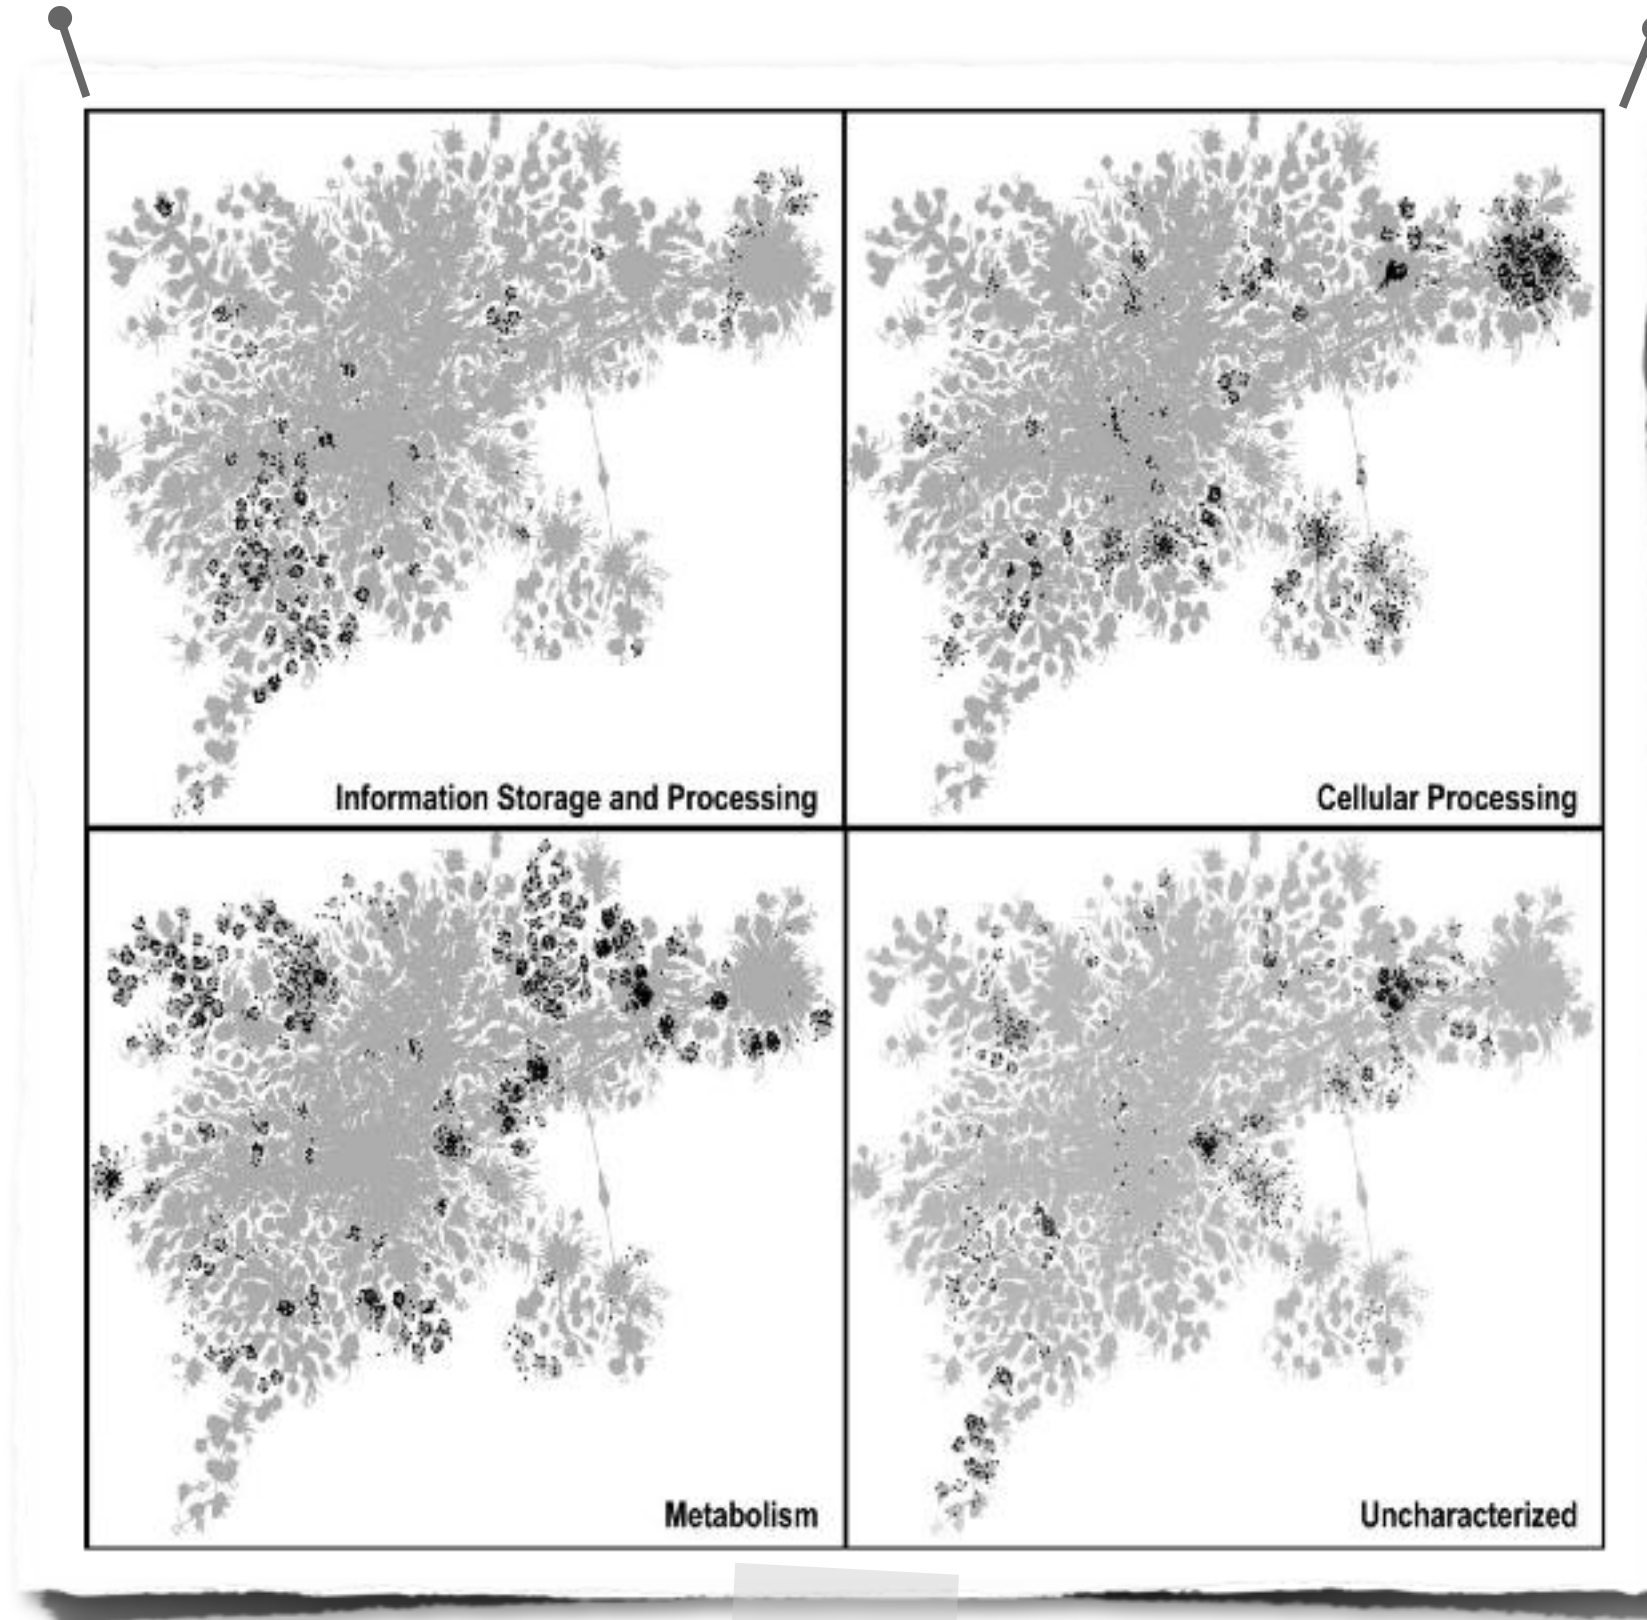 Information Storage and Processing
Cellular Processing
Metabolism
Uncharacterized